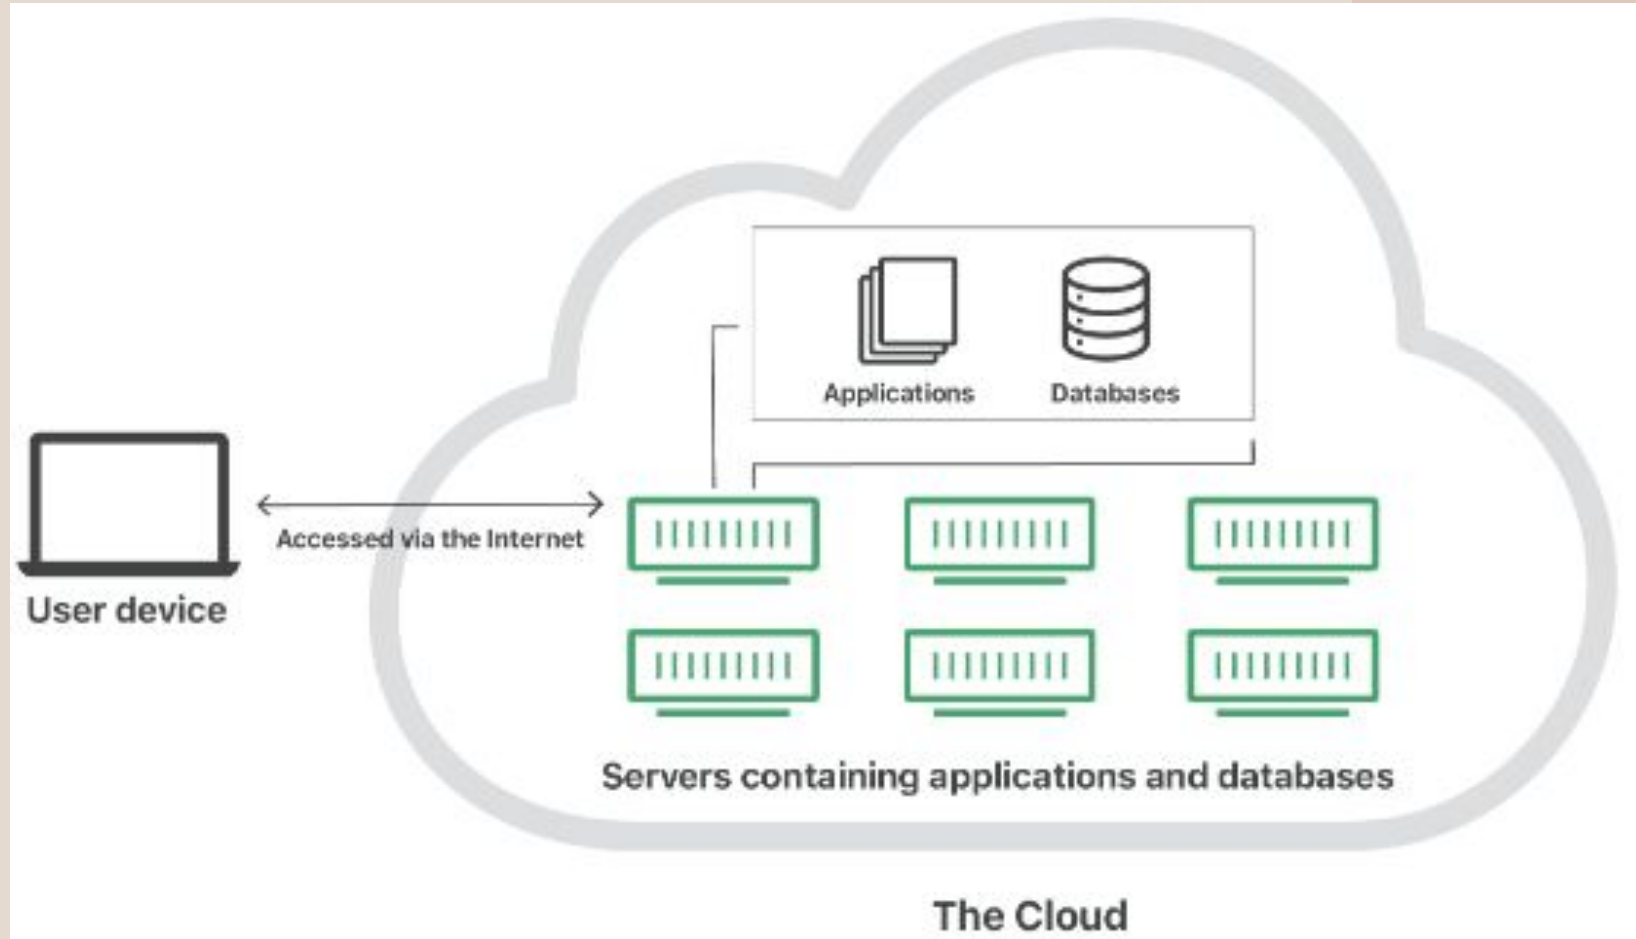 Applications
Databases
Accessed via the Internet
User device
Servers containing applications and databases
The Cloud